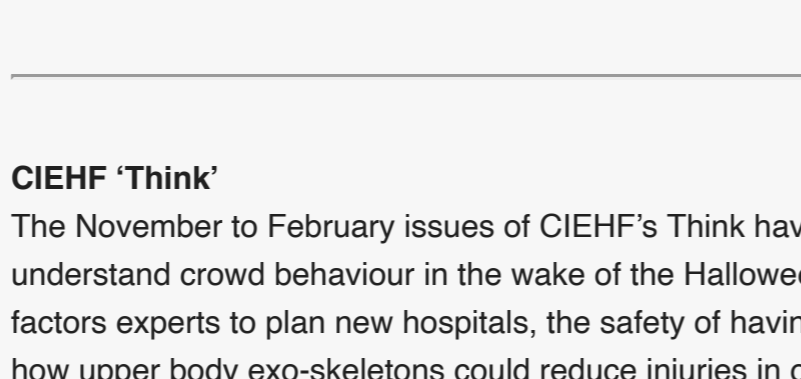 CIEHF ‘Think’
The November to February issues of CIEHF’s Think
understand crowd behaviour in the wake of the
factors experts to plan new hospitals, the safety of
how upper body exo-skeletons could reduce injuries in